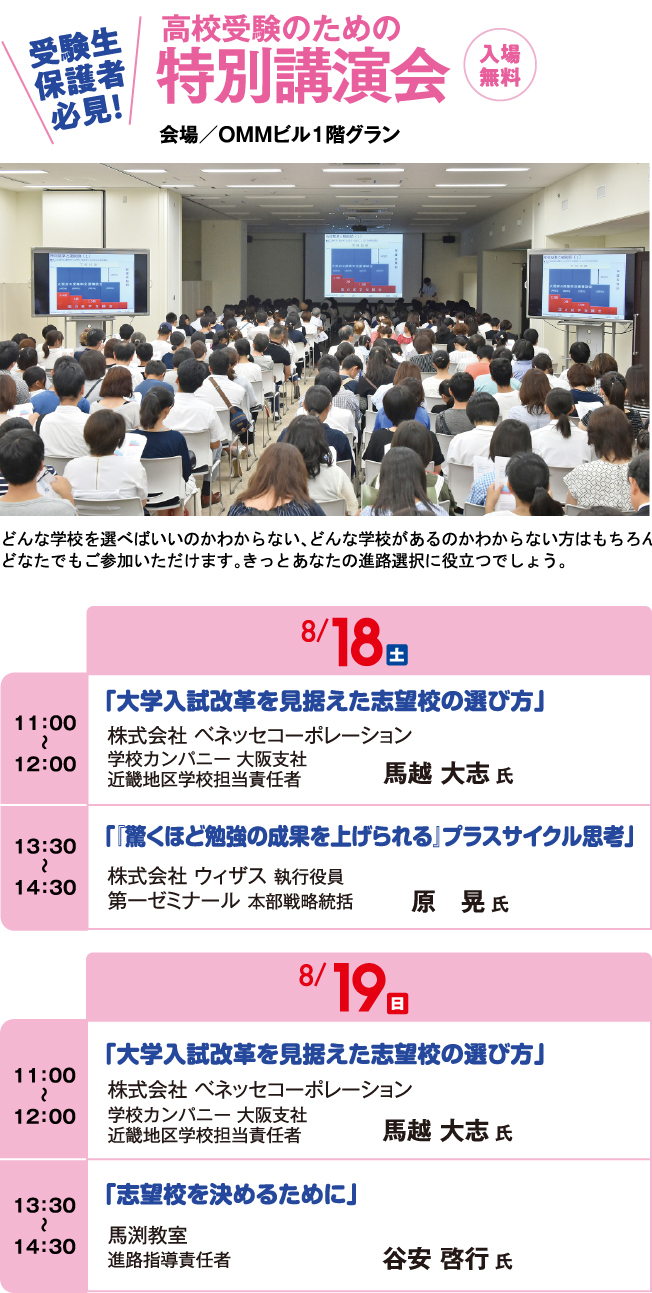 受験生
保護者
必見!
高校受験のための
特別講演会
入場
無料
会場／OMMビル1階グラン
どんな学校を選べばいいのかわからない、どんな学校があるのかわからない方はもちろん
どなたでもご参加いただけます。きっとあなたの進路選択に役立つでしょう。
8/18 土
11:00
~
12:00
「大学入試改革を見据えた志望校の選び方」
株式会社 ベネッセコーポレーション
学校カンパニー 大阪支社
近畿地区学校担当責任者
馬越 大志 氏
13:30
~
14:30
「『驚くほど勉強の成果を上げられる』プラスサイクル思考」
株式会社 ウィザス 執行役員
第一ゼミナール 本部戦略統括
原　晃 氏
8/19 日
11:00
~
12:00
「大学入試改革を見据えた志望校の選び方」
株式会社 ベネッセコーポレーション
学校カンパニー 大阪支社
近畿地区学校担当責任者
馬越 大志 氏
13:30
~
14:30
「志望校を決めるために」
馬渕教室
進路指導責任者
谷安 啓行 氏